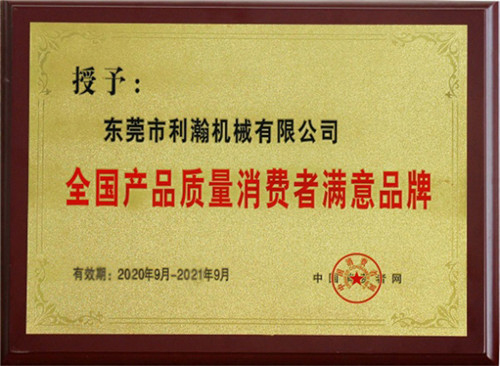 授予：
东莞市利瀚机械有限公司
全国产品质量消费者满意品牌
有效期：2020年9月-2021年9月
中国消费者网